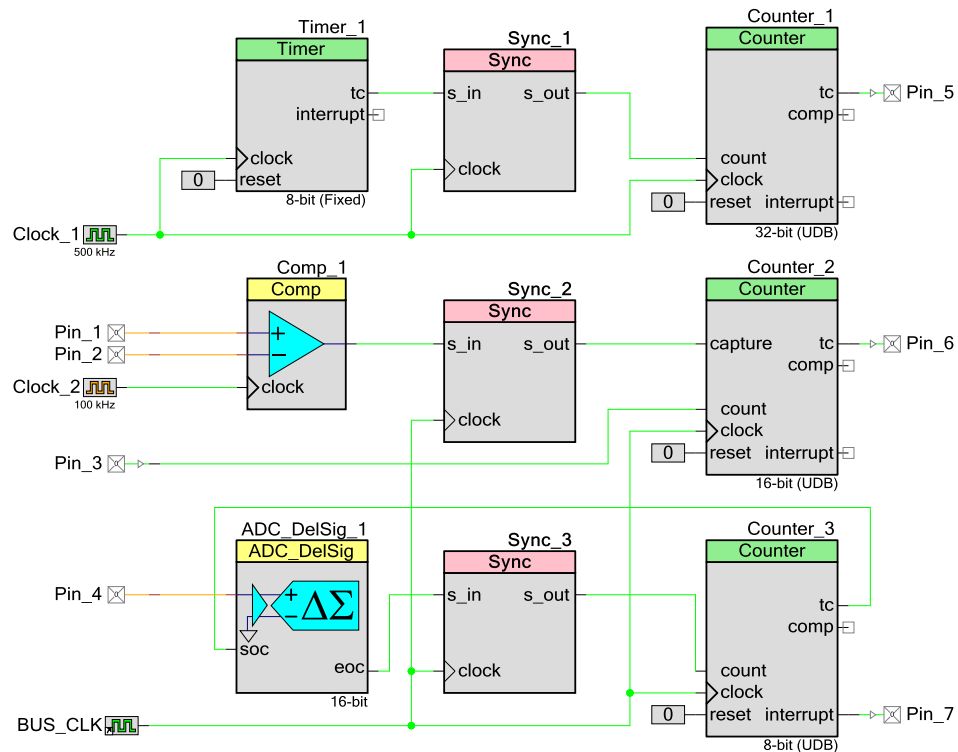 Timer_1
Timer
tc
interrupt
clock
0
reset
8-bit (Fixed)
Sync_1
Sync
s_in
s_out
clock
Counter_1
Counter
tc
comp
count
clock
0
reset
interrupt
32-bit (UDB)
Pin_5
Clock_1
500 kHz
Comp_1
Comp
+
−
clock
Pin_1
Pin_2
Clock_2
100 kHz
Sync_2
Sync
s_in
s_out
clock
Counter_2
Counter
capture
tc
comp
count
clock
0
reset
interrupt
16-bit (UDB)
Pin_6
Pin_3
ADC_DelSig_1
ADC_DelSig
+
−
ΔΣ
soc
eoc
16-bit
Pin_4
Sync_3
Sync
s_in
s_out
clock
Counter_3
Counter
tc
comp
count
clock
0
reset
interrupt
8-bit (UDB)
Pin_7
BUS_CLK